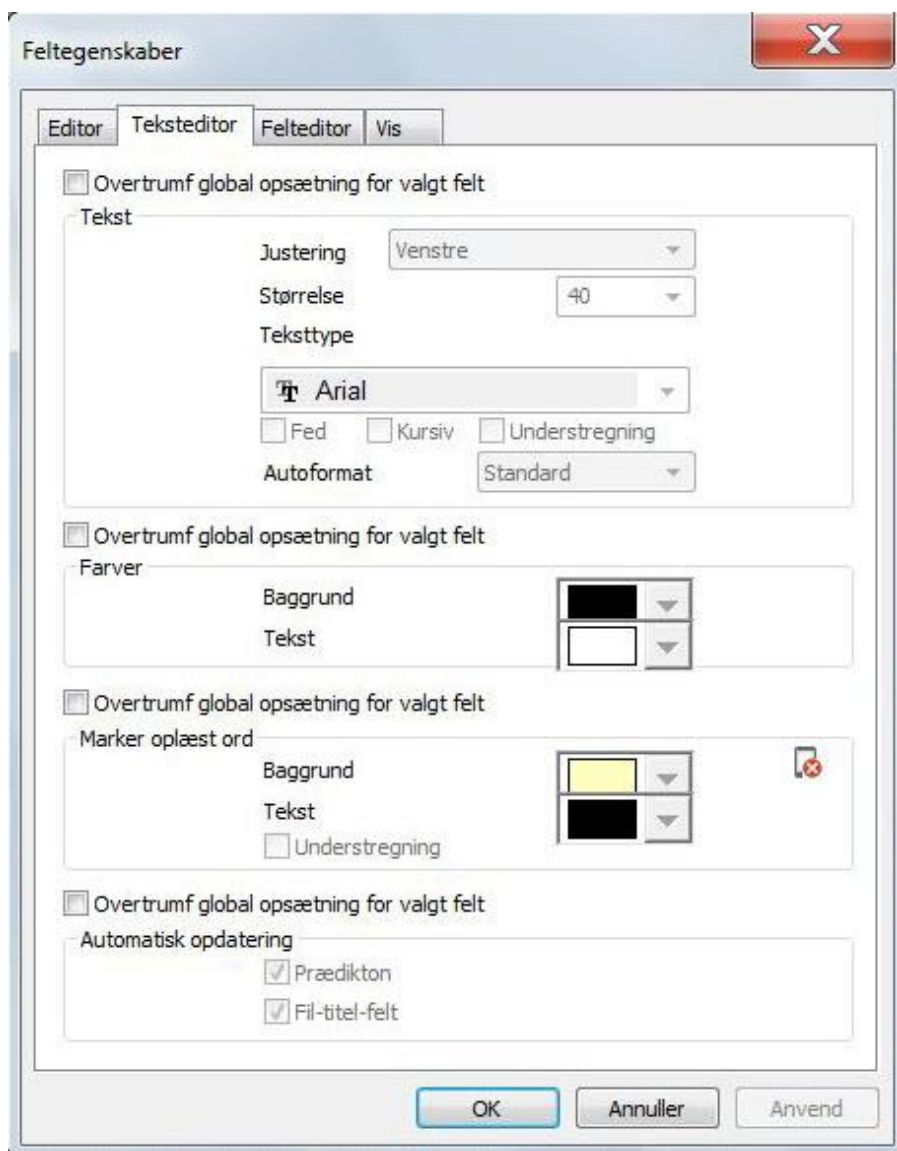 Feltegenskaber
Editor Teksteditor Felteditor Vis
Overtrumf global opsætning for valgt felt
Tekst
Justering Venstre
Størrelse 40
Teksttype
Arial
Fed Kursiv Understregning
Autoformat Standard
Overtrumf global opsætning for valgt felt
Farver
Baggrund
Tekst
Overtrumf global opsætning for valgt felt
Marker oplæst ord
Baggrund
Tekst
Understregning
Overtrumf global opsætning for valgt felt
Automatisk opdatering
Prædikton
Fil-titel-felt
OK Annuller Anvend